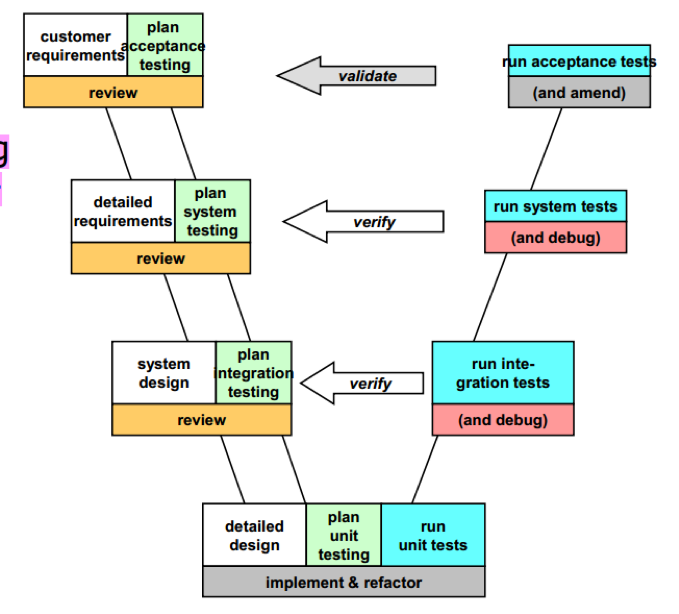 customer
requirements
plan
acceptance
testing
review
validate
run acceptance tests
(and amend)
g
detailed
requirements
plan
system
testing
review
verify
run system tests
(and debug)
system
design
plan
integration
testing
review
verify
run inte-
gration tests
(and debug)
detailed
design
plan
unit
testing
run
unit tests
implement & refactor